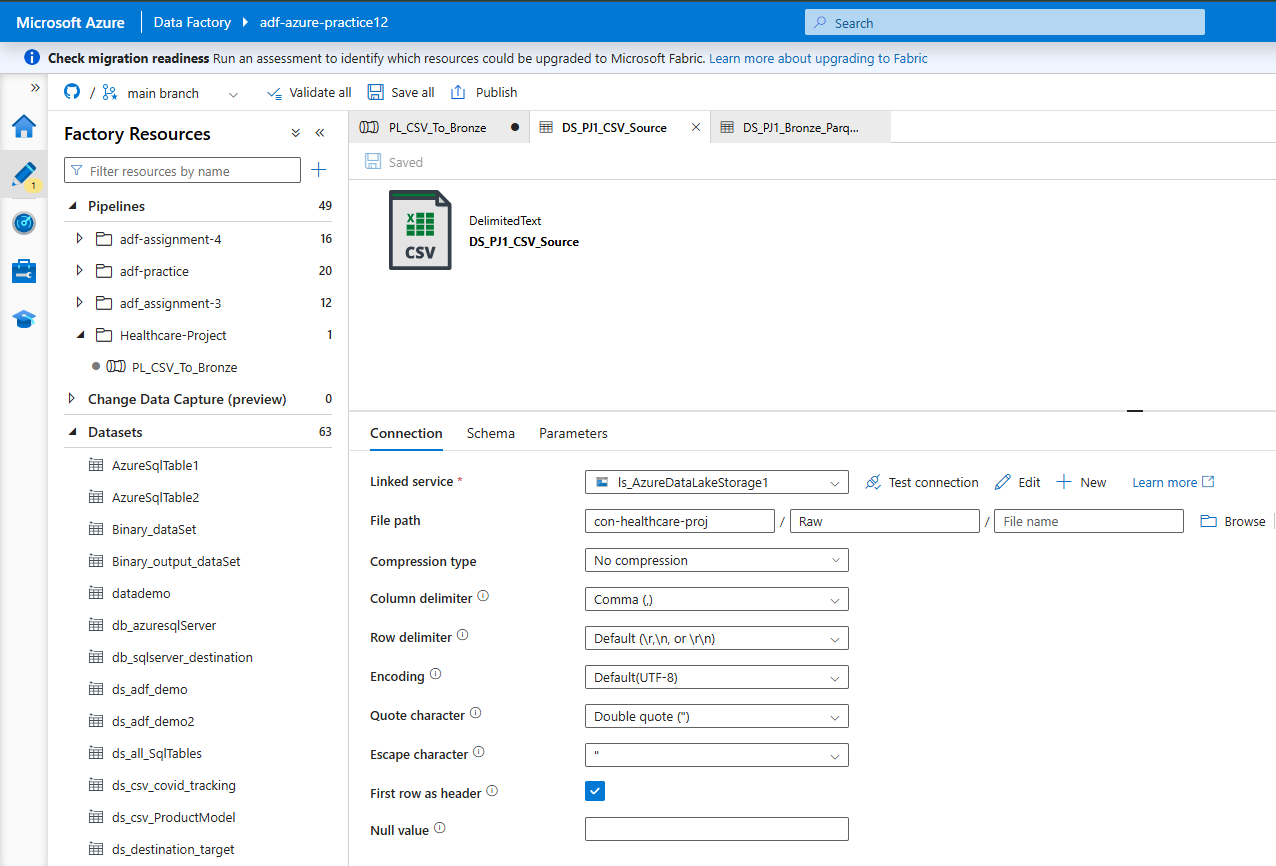 Microsoft Azure Data Factory adf-azure-practice12 Search
Check migration readiness Run an assessment to identify which resources could be upgraded to Microsoft Fabric. Learn more about upgrading to Fabric
/ main branch Validate all Save all Publish
Factory Resources
Filter resources by name
1
Pipelines 49
adf-assignment-4 16
adf-practice 20
adf_assignment-3 12
Healthcare-Project 1
PL_CSV_To_Bronze
Change Data Capture (preview) 0
Datasets 63
AzureSqlTable1
AzureSqlTable2
Binary_dataSet
Binary_output_dataSet
datademo
db_azuresqlServer
db_sqlserver_destination
ds_adf_demo
ds_adf_demo2
ds_all_SqlTables
ds_csv_covid_tracking
ds_csv_ProductModel
ds_destination_target
PL_CSV_To_Bronze DS_PJ1_CSV_Source DS_PJ1_Bronze_Parq...
Saved
CSV
DelimitedText
DS_PJ1_CSV_Source
Connection Schema Parameters
Linked service * ls_AzureDataLakeStorage1 Test connection Edit New Learn more
File path con-healthcare-proj / Raw / File name Browse
Compression type No compression
Column delimiter Comma (,)
Row delimiter Default (\r,\n, or \r\n)
Encoding Default(UTF-8)
Quote character Double quote (")
Escape character "
First row as header
Null value